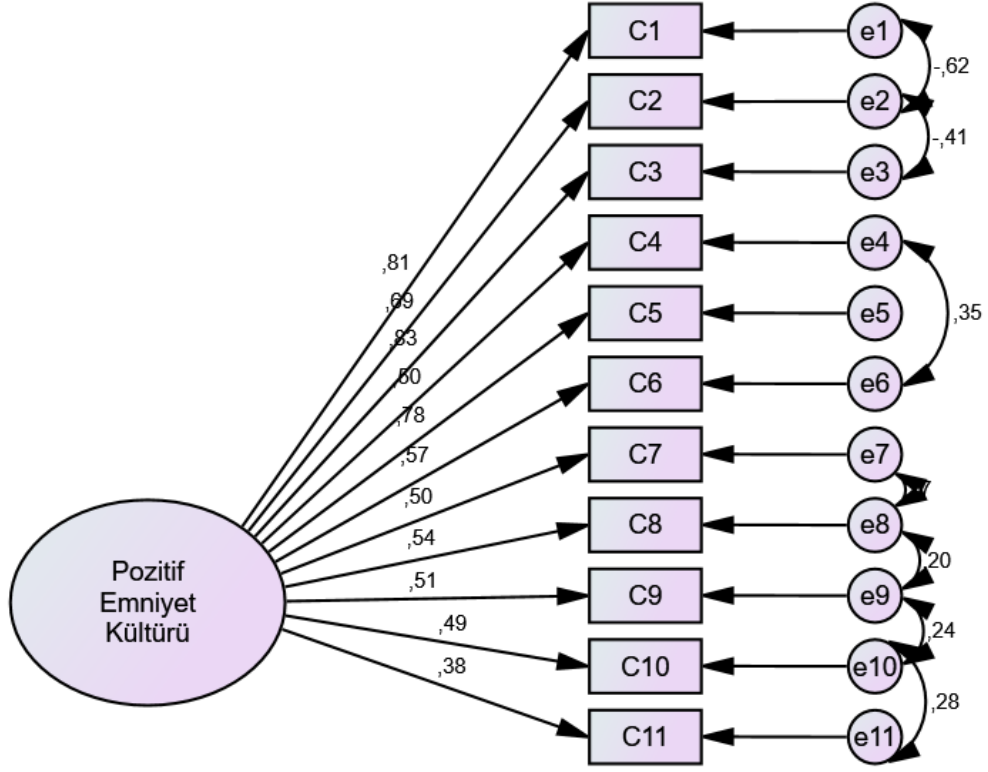 C1
e1
-,62
C2
e2
-,41
C3
e3
C4
e4
,35
C5
e5
C6
e6
C7
e7
C8
e8
20
C9
e9
,24
C10
e10
,28
C11
e11
,81
,69
,83
,78
,57
,50
,54
,51
,49
,38
Pozitif
Emniyet
Kültürü